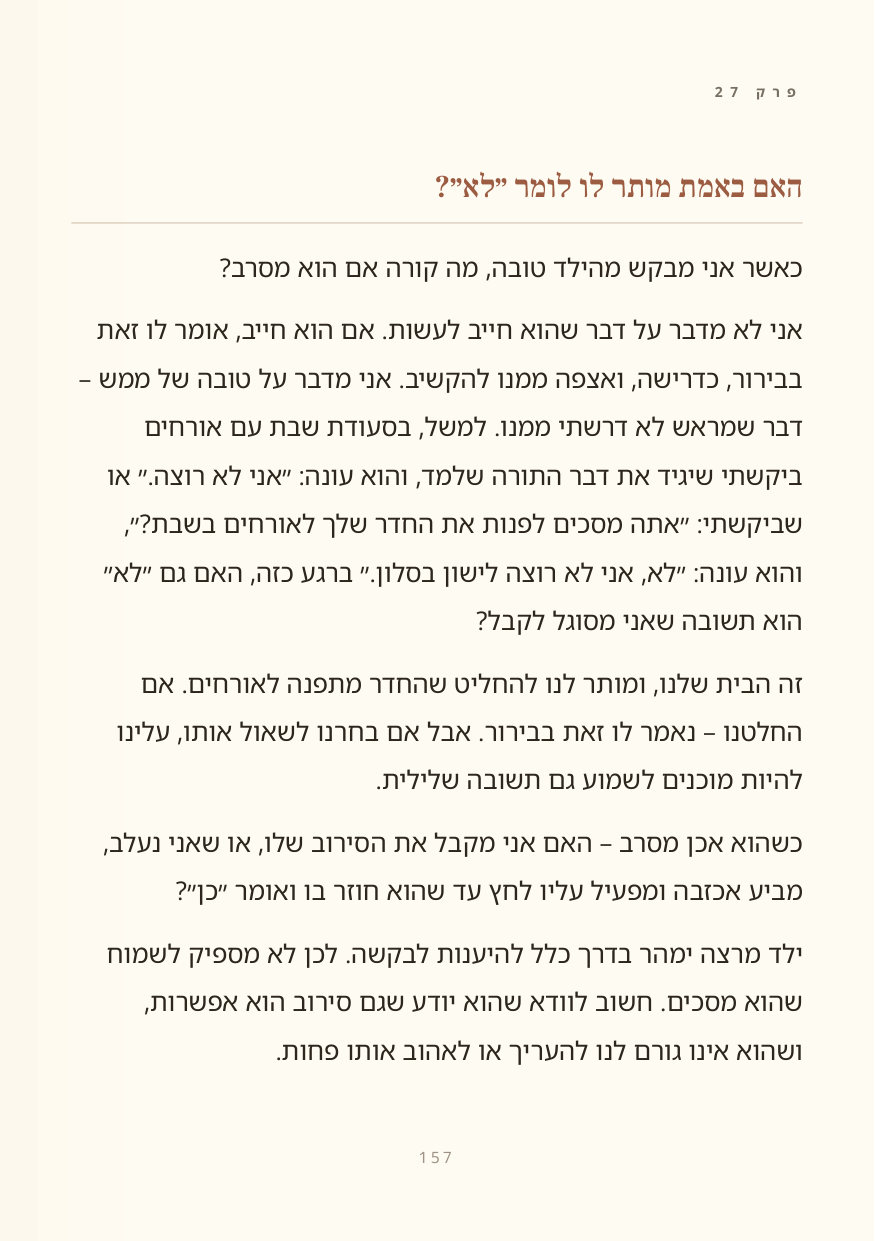 פרק 27
האם באמת מותר לו לומר ״לא״?
כאשר אני מבקש מהילד טובה, מה קורה אם הוא מסרב?
אני לא מדבר על דבר שהוא חייב לעשות. אם הוא חייב, אומר לו זאת
בבירור, כדרישה, ואצפה ממנו להקשיב. אני מדבר על טובה של ממש –
דבר שמראש לא דרשתי ממנו. למשל, בסעודת שבת עם אורחים
ביקשתי שיגיד את דבר התורה שלמד, והוא עונה: ״אני לא רוצה.״ או
שביקשתי: ״אתה מסכים לפנות את החדר שלך לאורחים בשבת?״,
והוא עונה: ״לא, אני לא רוצה לישון בסלון.״ ברגע כזה, האם גם ״לא״
הוא תשובה שאני מסוגל לקבל?
זה הבית שלנו, ומותר לנו להחליט שהחדר מתפנה לאורחים. אם
החלטנו – נאמר לו זאת בבירור. אבל אם בחרנו לשאול אותו, עלינו
להיות מוכנים לשמוע גם תשובה שלילית.
כשהוא אכן מסרב – האם אני מקבל את הסירוב שלו, או שאני נעלב,
מביע אכזבה ומפעיל עליו לחץ עד שהוא חוזר בו ואומר ״כן״?
ילד מרצה ימהר בדרך כלל להיענות לבקשה. לכן לא מספיק לשמוח
שהוא מסכים. חשוב לוודא שהוא יודע שגם סירוב הוא אפשרות,
ושהוא אינו גורם לנו להעריך או לאהוב אותו פחות.
157